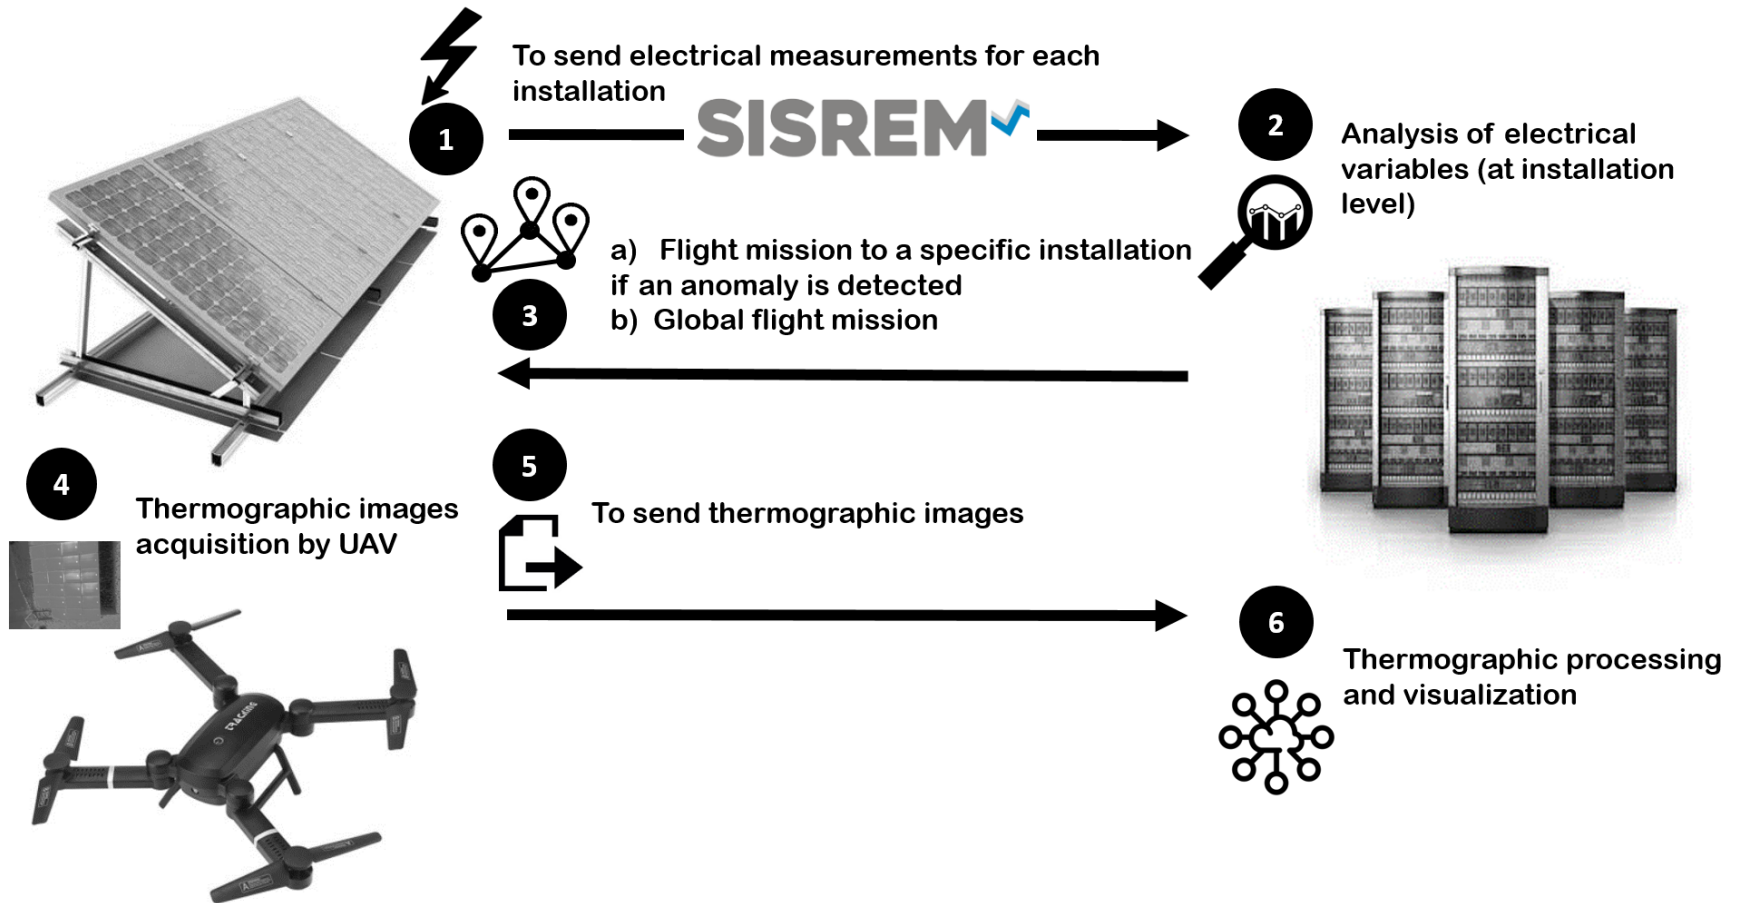 To send electrical measurements for each
installation
1
SISREM
2
Analysis of electrical
variables (at installation
level)
a) Flight mission to a specific installation
if an anomaly is detected
b) Global flight mission
3
4
Thermographic images
acquisition by UAV
5
To send thermographic images
6
Thermographic processing
and visualization
TRACKING